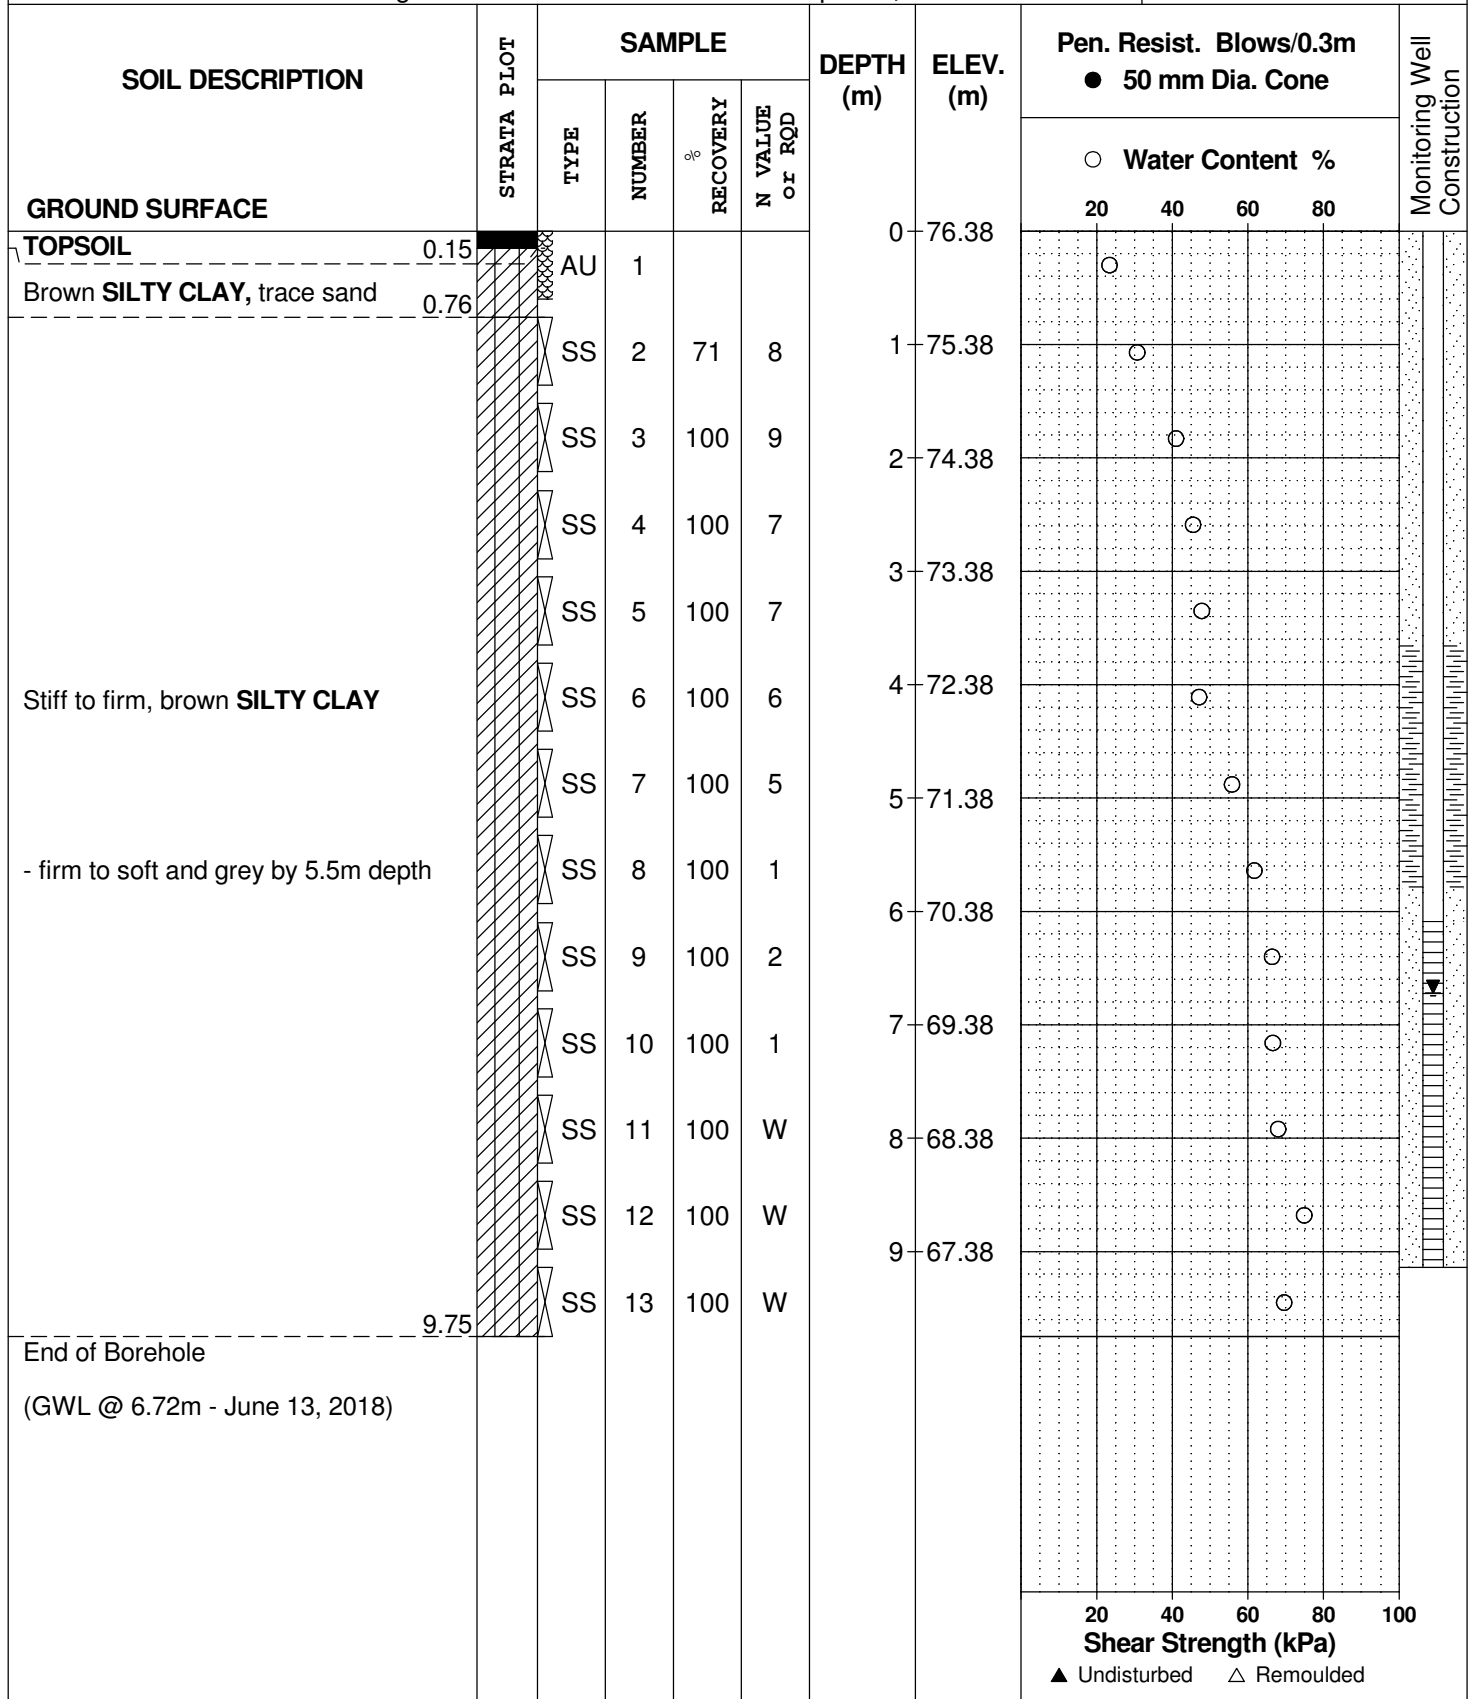 SOIL DESCRIPTION
GROUND SURFACE
STRATA PLOT
SAMPLE
TYPE
NUMBER
% RECOVERY
N VALUE or RQD
DEPTH (m)
ELEV. (m)
Pen. Resist. Blows/0.3m
● 50 mm Dia. Cone
○ Water Content %
20 40 60 80
Monitoring Well Construction
0 76.38
TOPSOIL 0.15
AU 1
Brown SILTY CLAY, trace sand 0.76
SS 2 71 8
1 75.38
SS 3 100 9
2 74.38
SS 4 100 7
3 73.38
SS 5 100 7
Stiff to firm, brown SILTY CLAY
SS 6 100 6
4 72.38
SS 7 100 5
5 71.38
- firm to soft and grey by 5.5m depth
SS 8 100 1
6 70.38
SS 9 100 2
7 69.38
SS 10 100 1
SS 11 100 W
8 68.38
SS 12 100 W
9 67.38
SS 13 100 W
9.75
End of Borehole
(GWL @ 6.72m - June 13, 2018)
20 40 60 80 100
Shear Strength (kPa)
▲ Undisturbed △ Remoulded